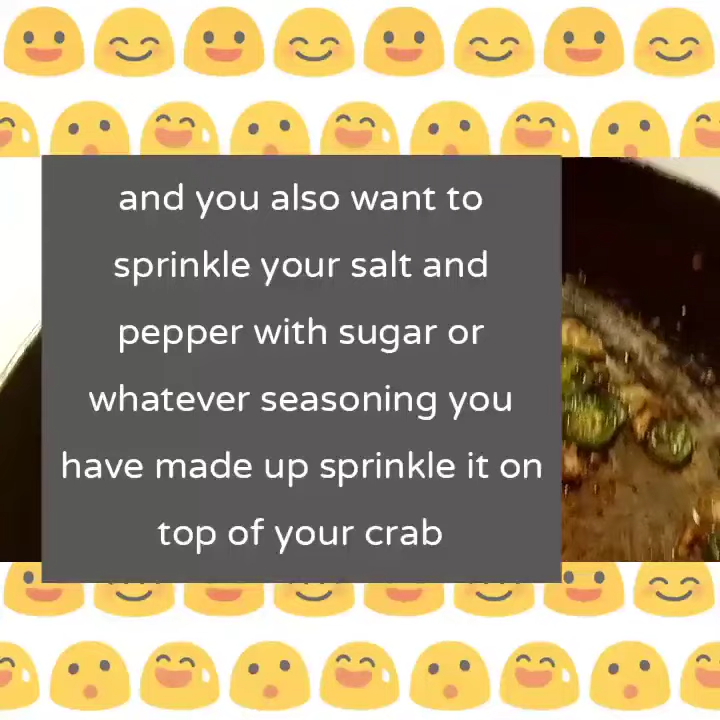 and you also want to
sprinkle your salt and
pepper with sugar or
whatever seasoning you
have made up sprinkle it on
top of your crab